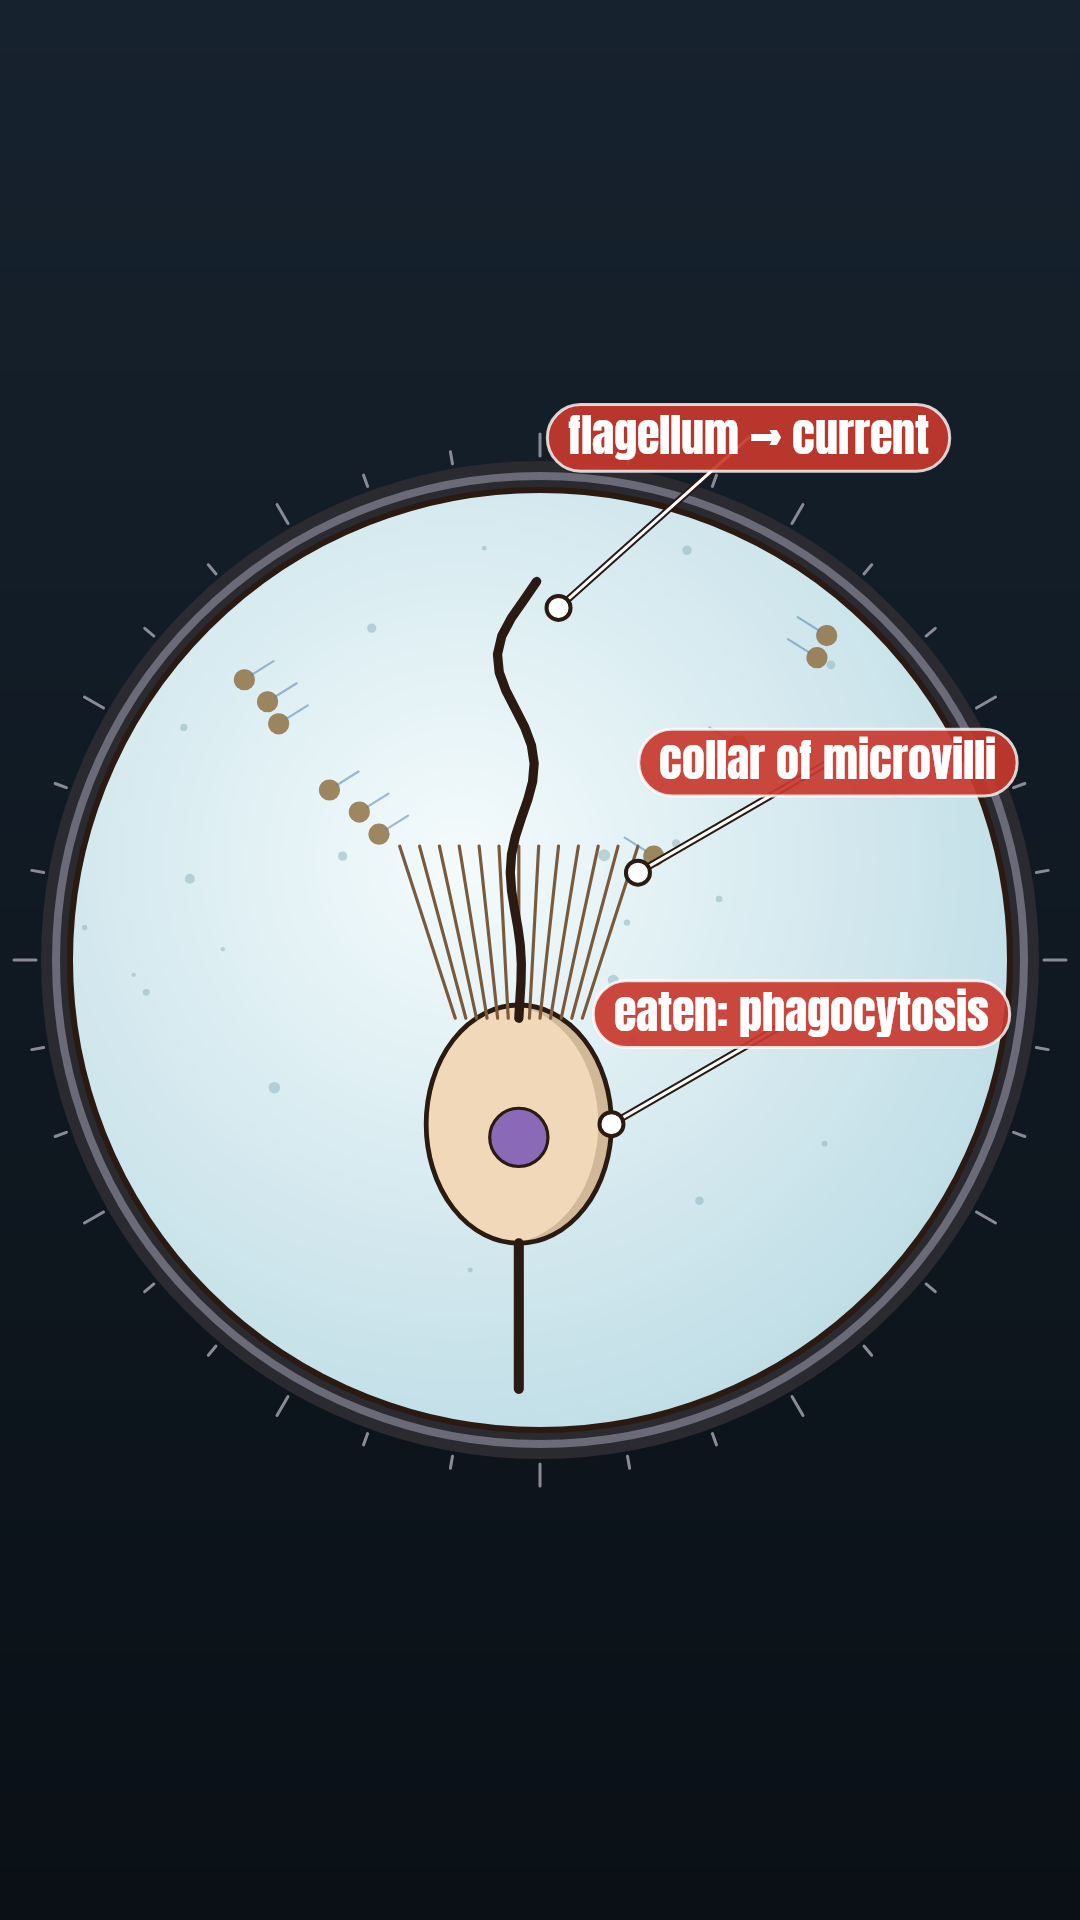 flagellum → current
collar of microvilli
eaten: phagocytosis